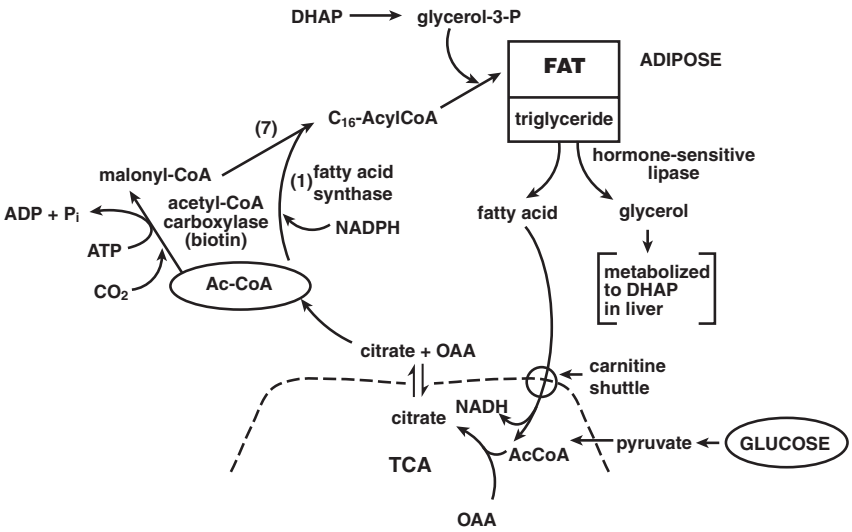 DHAP
glycerol-3-P
FAT
ADIPOSE
triglyceride
C₁₆-AcylCoA
(7)
hormone-sensitive
lipase
malonyl-CoA
(1)
fatty acid
synthase
acetyl-CoA
carboxylase
(biotin)
ADP + Pᵢ
NADPH
fatty acid
glycerol
ATP
CO₂
Ac-CoA
metabolized
to DHAP
in liver
citrate + OAA
carnitine
shuttle
citrate
NADH
AcCoA
pyruvate
GLUCOSE
TCA
OAA